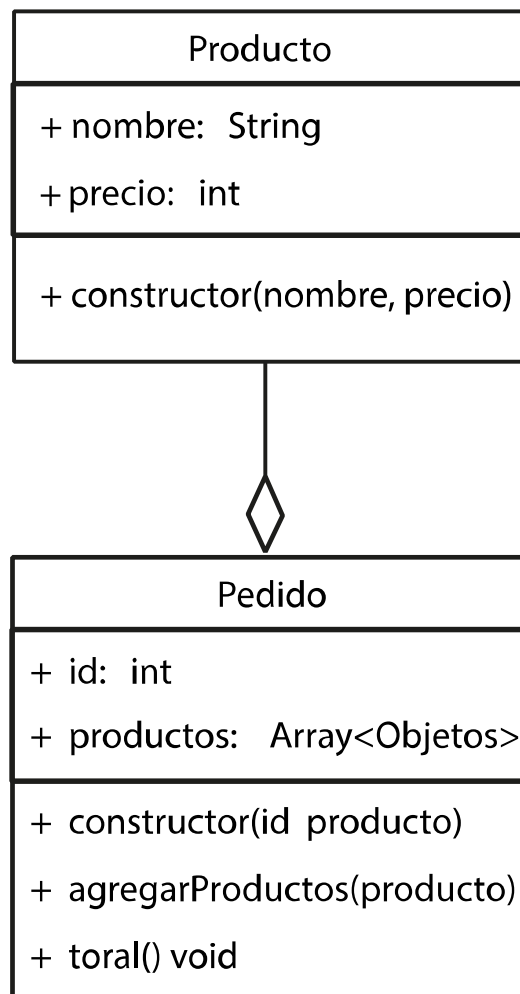 Producto
+ nombre: String
+ precio: int
+ constructor(nombre, precio)
Pedido
+ id: int
+ productos: Array<Objetos>
+ constructor(id producto)
+ agregarProductos(producto)
+ toral() void